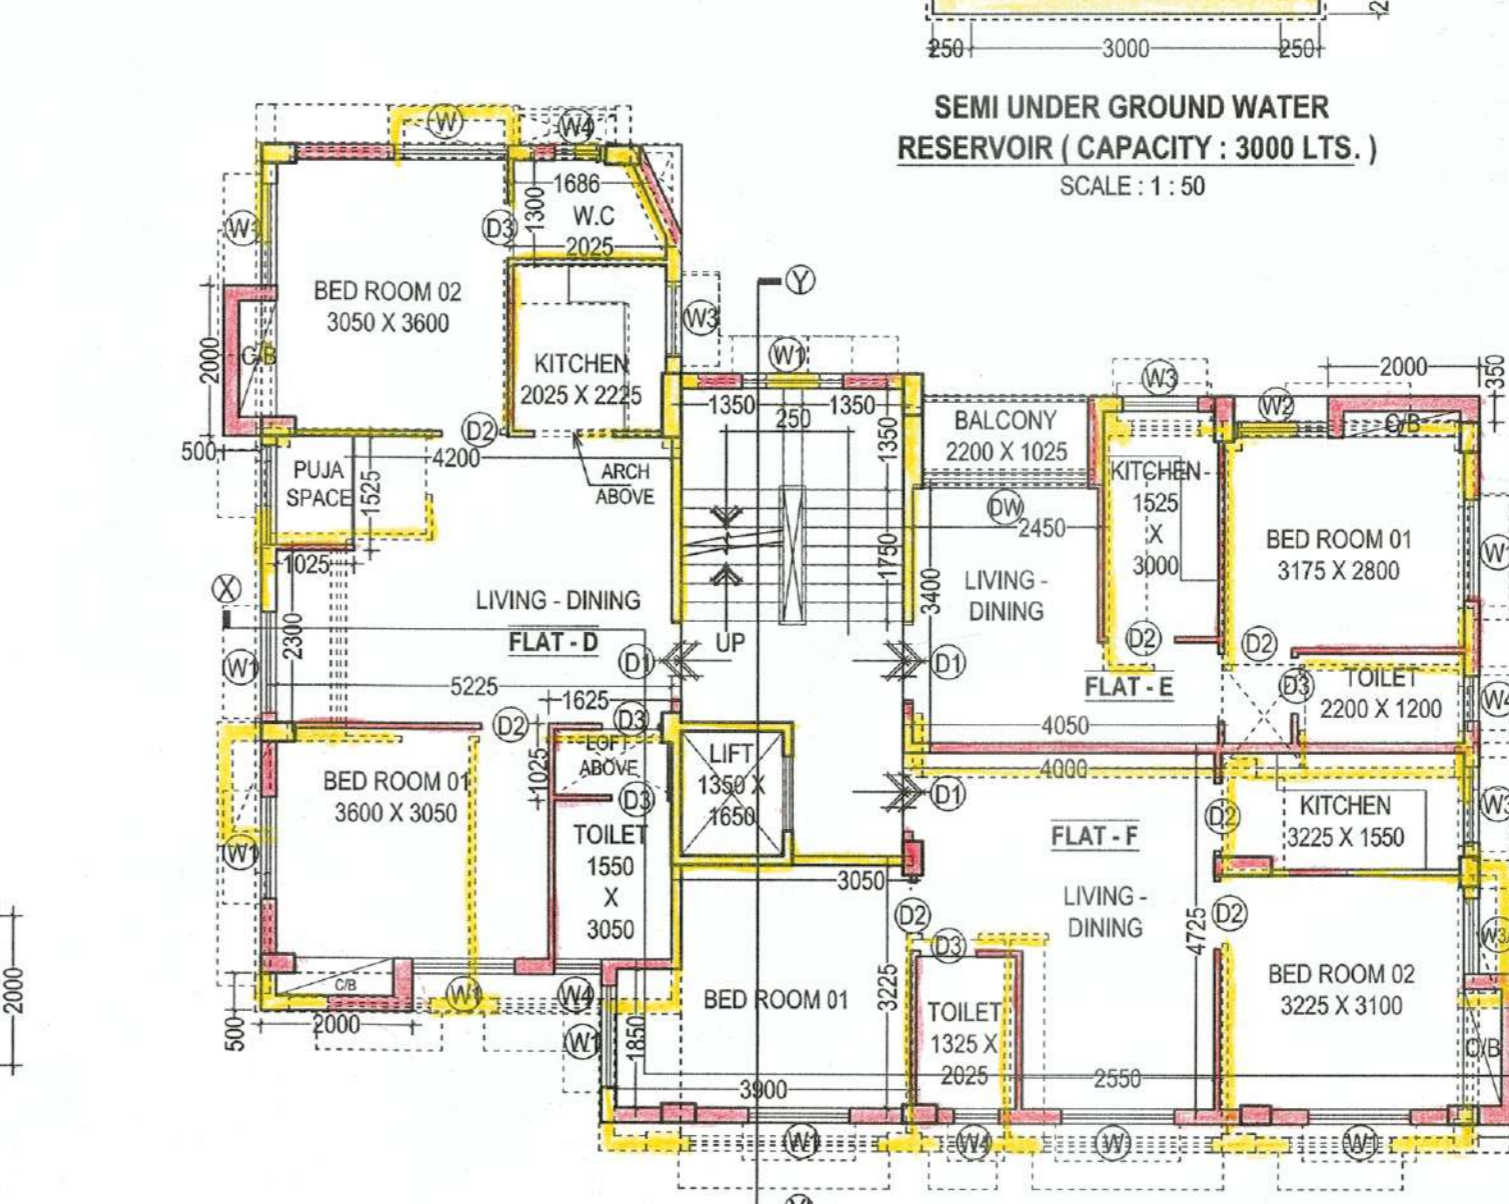 250
3000
250
SEMI UNDER GROUND WATER
RESERVOIR ( CAPACITY : 3000 LTS. )
SCALE : 1 : 50
W
W4
1686
1300
W.C
2025
W1
D3
BED ROOM 02
3050 X 3600
2000
C/B
KITCHEN
2025 X 2225
W3
Y
W1
1350
250
1350
1350
BALCONY
2200 X 1025
W3
W2
2000
350
C/B
500
D2
4200
PUJA
SPACE
1525
ARCH
ABOVE
1025
KITCHEN
1525
X
3000
DW
2450
BED ROOM 01
3175 X 2800
W1
1750
3400
LIVING -
DINING
X
2300
LIVING - DINING
FLAT - D
D1
UP
D1
D2
D2
W1
5225
1625
FLAT - E
D3
TOILET
2200 X 1200
W4
D2
D3
4050
LOFT
ABOVE
1025
LIFT
1350 X
1650
4000
BED ROOM 01
3600 X 3050
D3
D1
KITCHEN
3225 X 1550
W3
D2
W1
TOILET
1550
X
3050
FLAT - F
3050
LIVING -
DINING
D2
D3
4725
D2
W3
2000
C/B
W1
W4
BED ROOM 01
3225
TOILET
1325 X
2025
BED ROOM 02
3225 X 3100
500
2000
W1
1850
C/B
3900
2550
W1
W4
W
W1